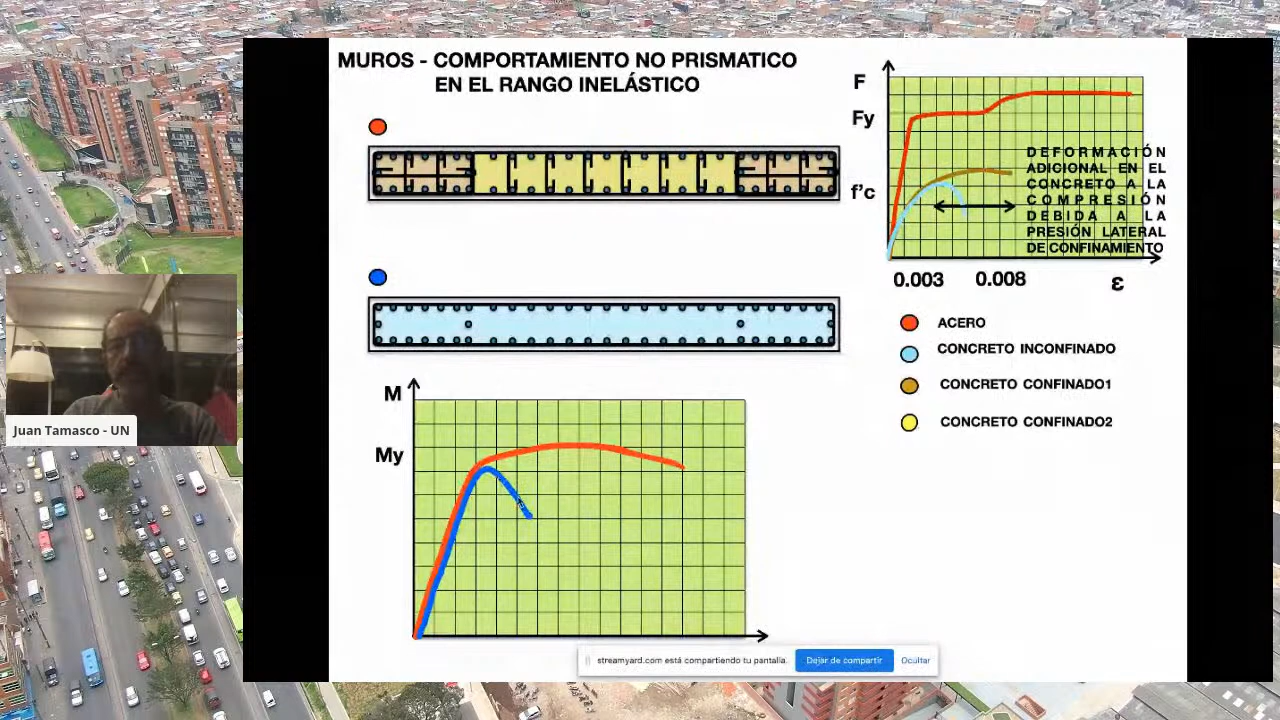 MUROS - COMPORTAMIENTO NO PRISMATICO
EN EL RANGO INELÁSTICO
F
Fy
f'c
DEFORMACIÓN
ADICIONAL EN EL
CONCRETO A LA
COMPRESIÓN
DEBIDA A LA
PRESIÓN LATERAL
DE CONFINAMIENTO
0.003
0.008
ε
ACERO
CONCRETO INCONFINADO
CONCRETO CONFINADO1
CONCRETO CONFINADO2
M
My
Juan Tamasco - UN
streamyard.com está compartiendo tu pantalla.
Dejar de compartir
Ocultar